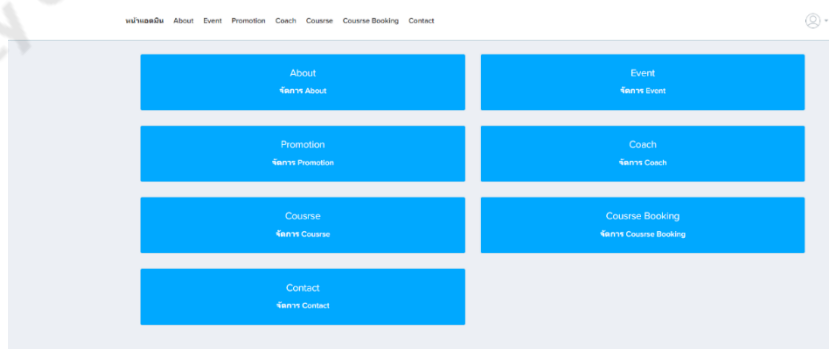 หน้าแอดมิน About Event Promotion Coach Cousrse Cousrse Booking Contact
About
จัดการ About
Event
จัดการ Event
Promotion
จัดการ Promotion
Coach
จัดการ Coach
Cousrse
จัดการ Cousrse
Cousrse Booking
จัดการ Cousrse Booking
Contact
จัดการ Contact